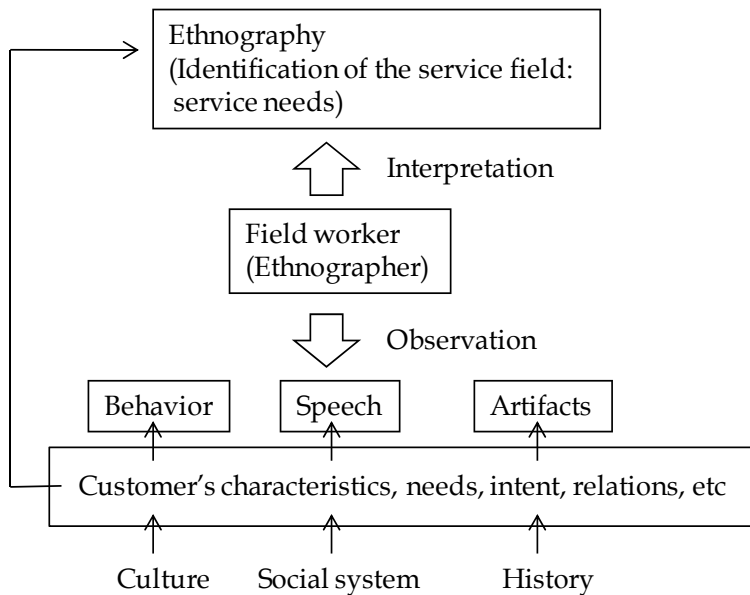 Ethnography
(Identification of the service field:
service needs)
Interpretation
Field worker
(Ethnographer)
Observation
Behavior
Speech
Artifacts
Customer’s characteristics, needs, intent, relations, etc
Culture
Social system
History